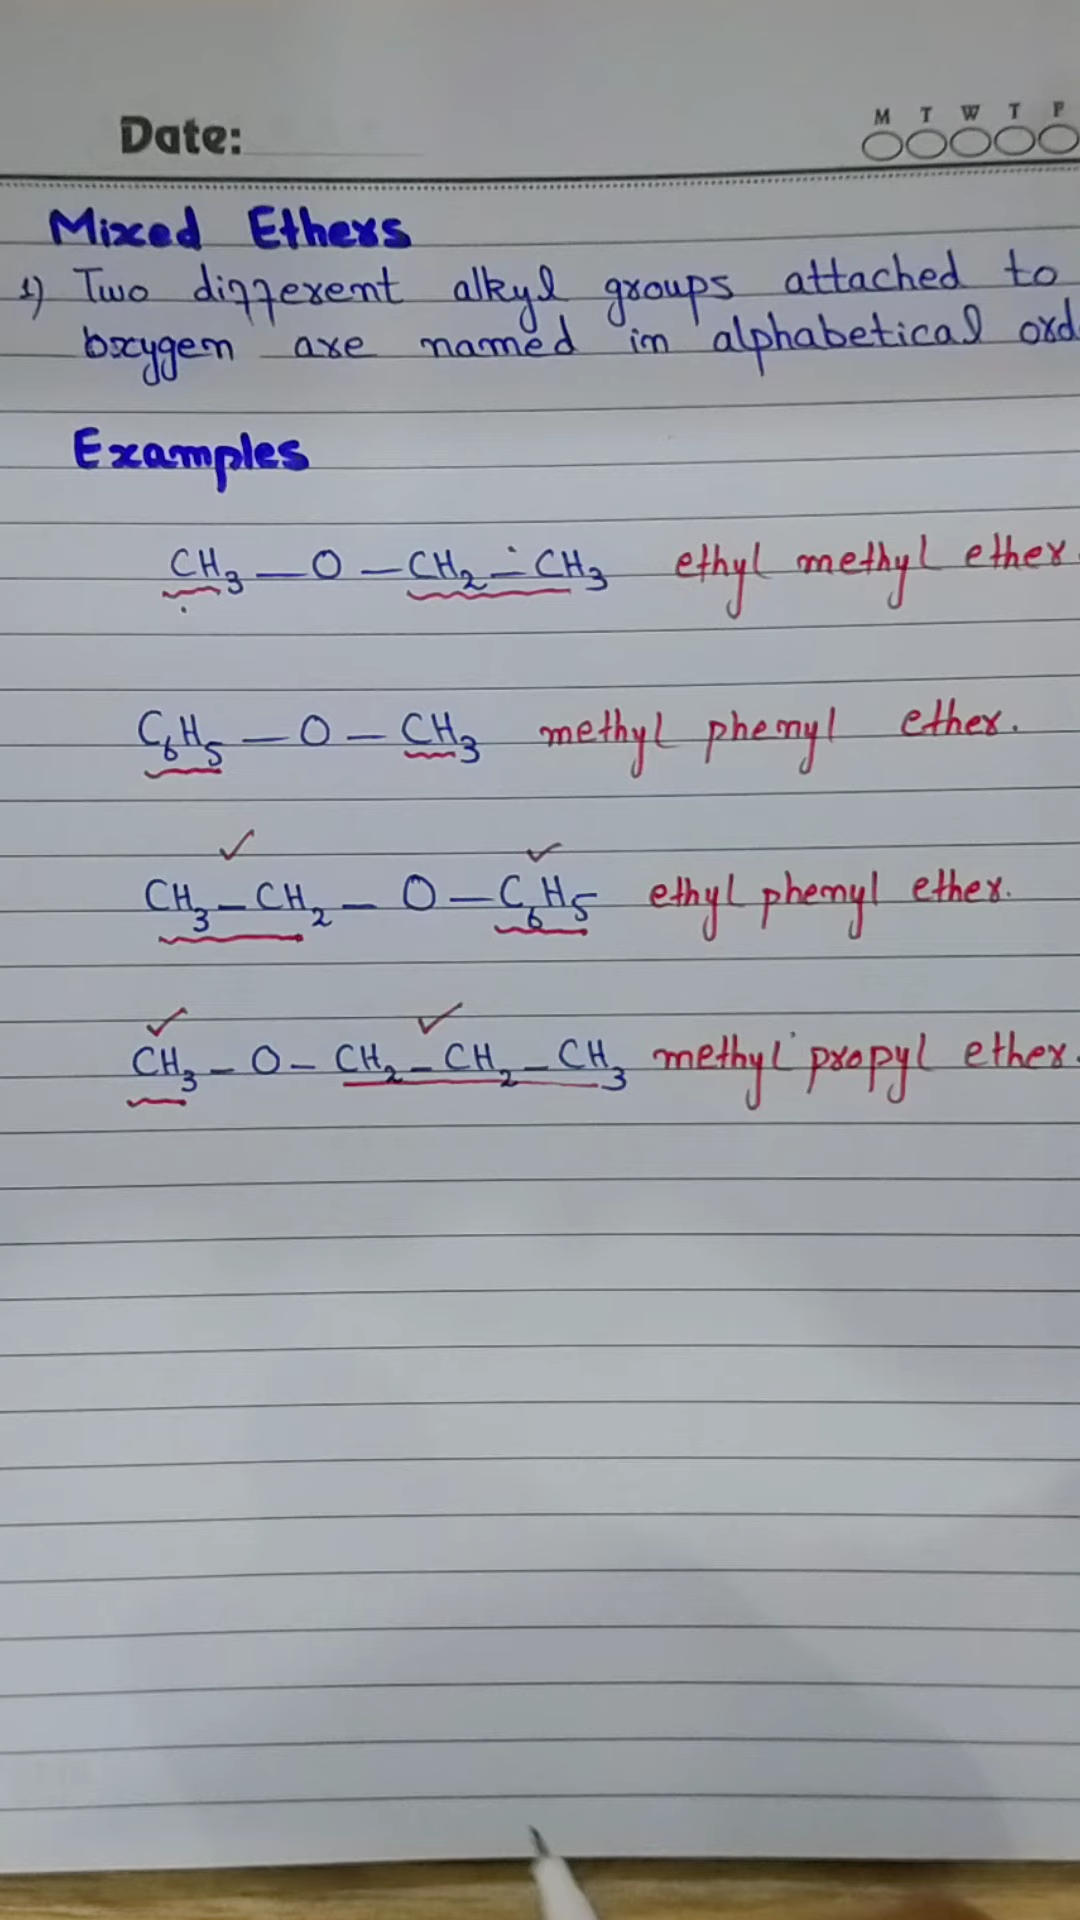 Date:
M T W T F
Mixed Ethers
1) Two different alkyl groups attached to
oxygen are named in alphabetical ord
Examples
CH₃ — O — CH₂ — CH₃ ethyl methyl ether.
C₆H₅ — O — CH₃ methyl phenyl ether.
CH₃ — CH₂ — O — C₆H₅ ethyl phenyl ether.
CH₃ — O — CH₂ — CH₂ — CH₃ methyl propyl ether.